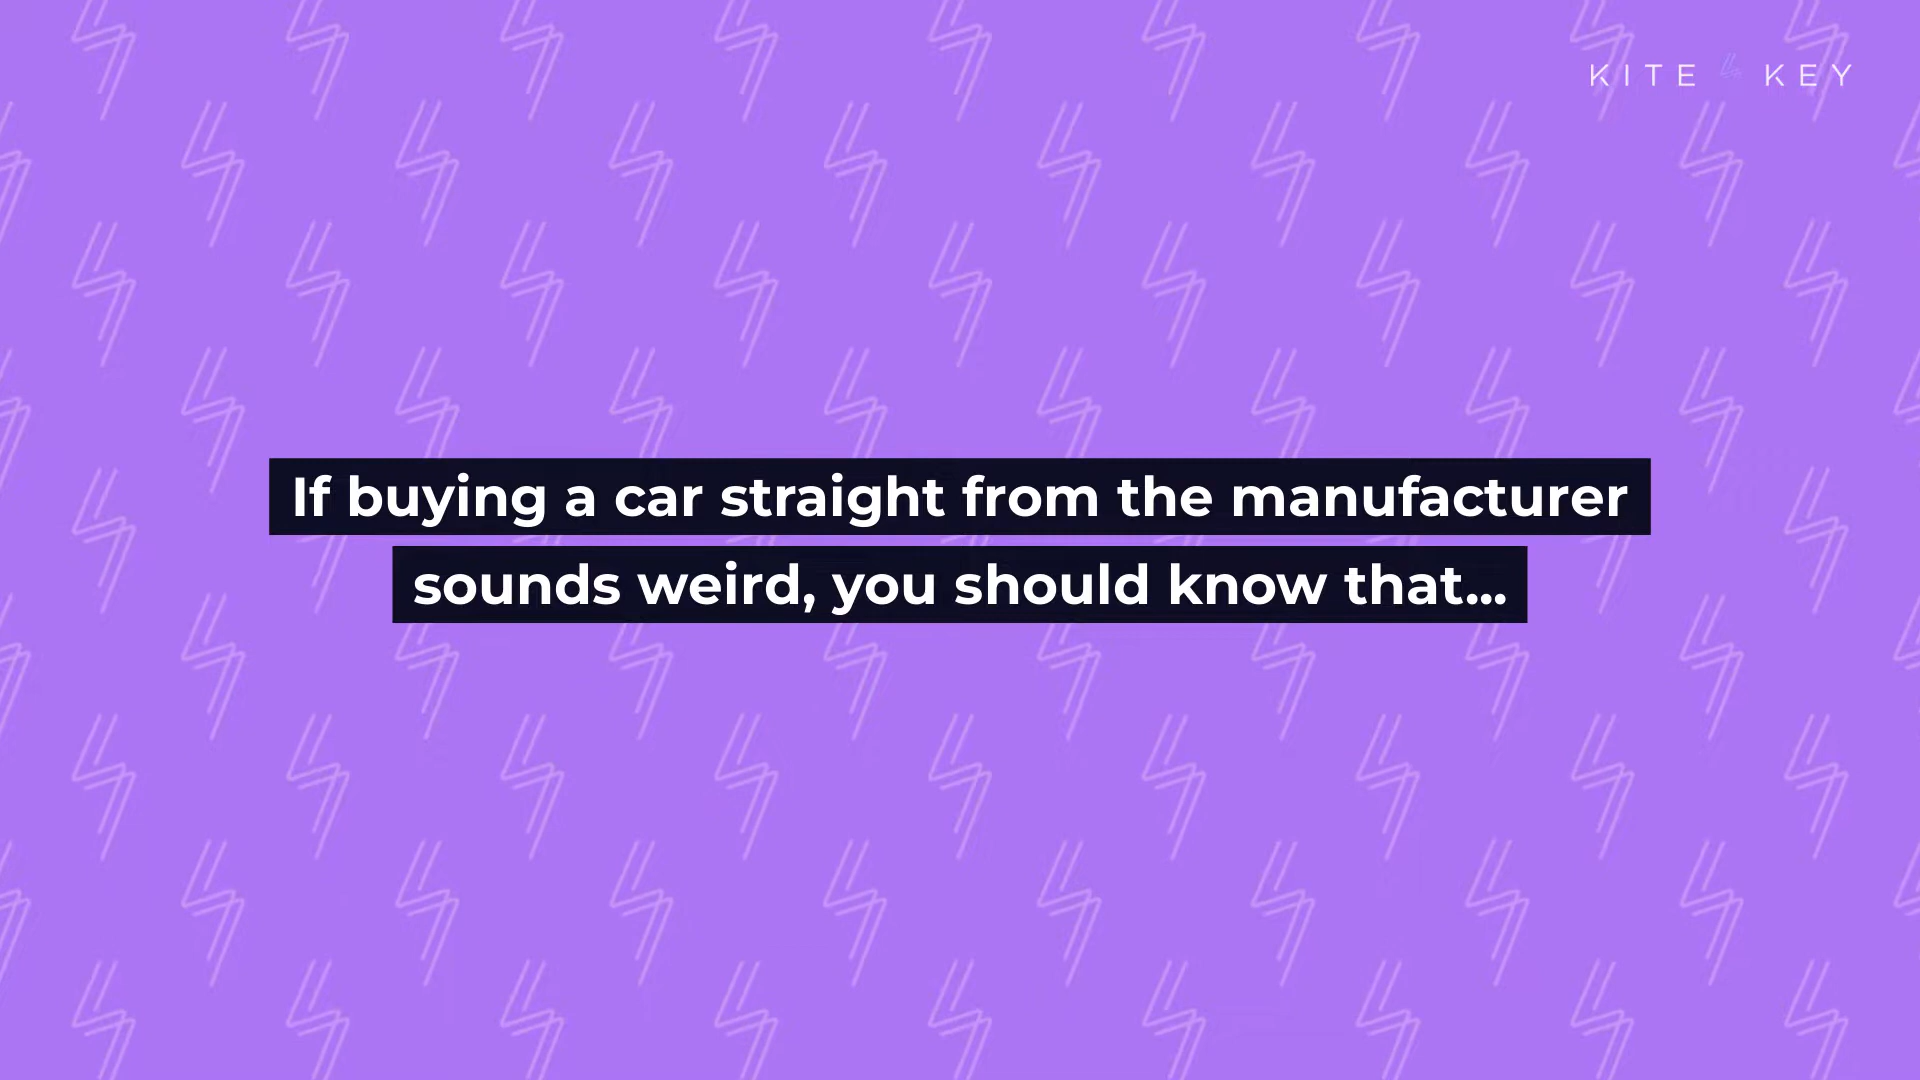 KITE KEY
If buying a car straight from the manufacturer
sounds weird, you should know that...